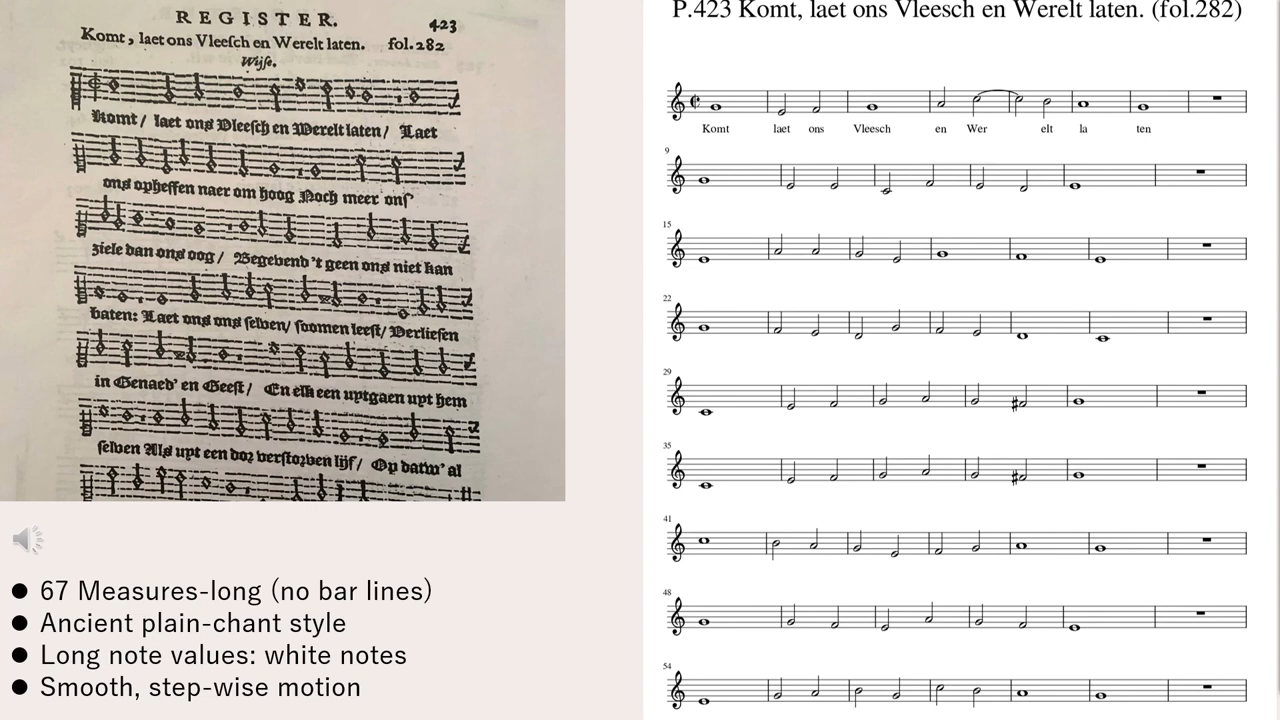 REGISTER. 423
Komt, laet ons Vleeſch en Werelt laten. fol.282
Wijſe.
Komt / laet ons Vleeſch en Werelt laten / Laet
ons opheffen naer om hoog Noch meer onſ
ziele dan ons oog / Begevend 't geen ons niet kan
baten: Laet ons ons ſelven / ſoomen leeſt / Verlieſen
in Genaed' en Geeſt / En elk een uptgaen upt hem
ſelven Als upt een doꝛ verſtoꝛven lijf / Op datw' al
67 Measures-long (no bar lines)
Ancient plain-chant style
Long note values: white notes
Smooth, step-wise motion
P.423 Komt, laet ons Vleesch en Werelt laten. (fol.282)
Komt laet ons Vleesch en Wer elt la ten
9
15
22
29
35
41
48
54